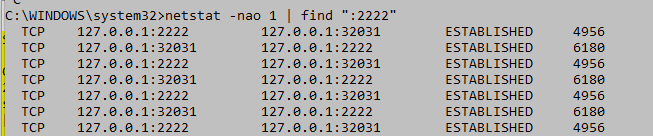 C:\WINDOWS\system32>netstat -nao 1 | find ":2222"
TCP 127.0.0.1:2222 127.0.0.1:32031 ESTABLISHED 4956
TCP 127.0.0.1:32031 127.0.0.1:2222 ESTABLISHED 6180
TCP 127.0.0.1:2222 127.0.0.1:32031 ESTABLISHED 4956
TCP 127.0.0.1:32031 127.0.0.1:2222 ESTABLISHED 6180
TCP 127.0.0.1:2222 127.0.0.1:32031 ESTABLISHED 4956
TCP 127.0.0.1:32031 127.0.0.1:2222 ESTABLISHED 6180
TCP 127.0.0.1:2222 127.0.0.1:32031 ESTABLISHED 4956